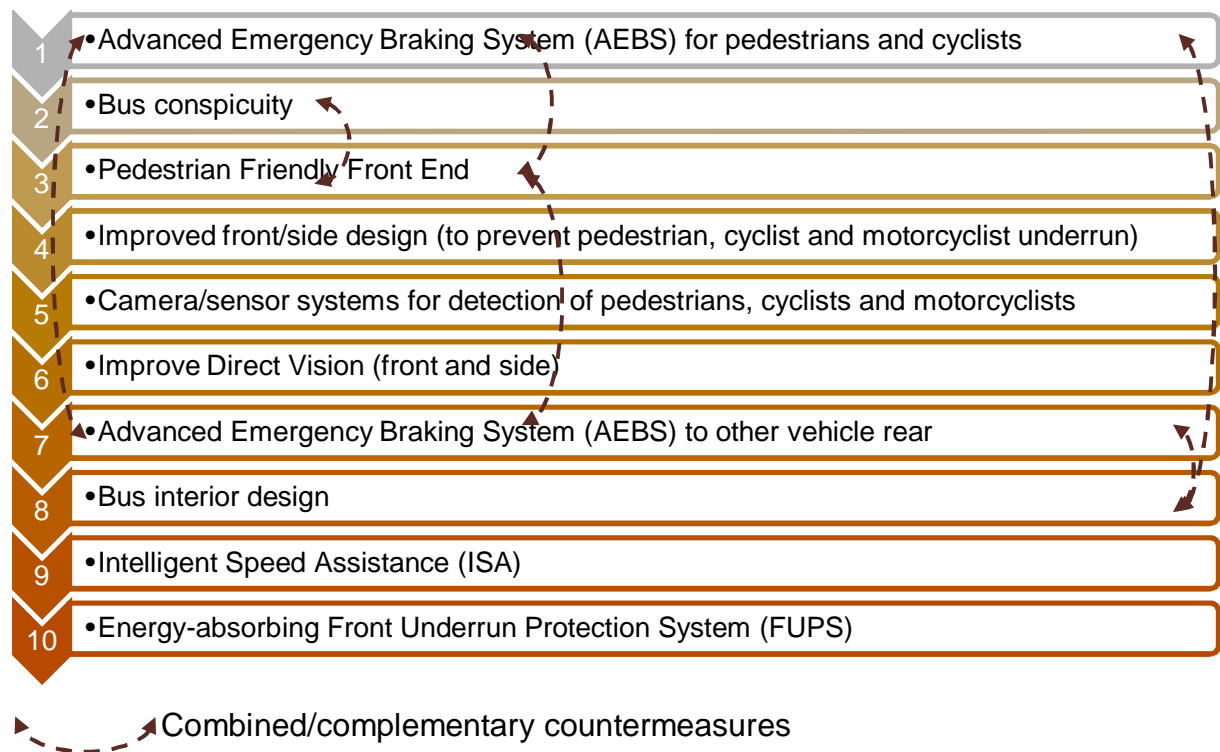 1
•Advanced Emergency Braking System (AEBS) for pedestrians and cyclists
2
•Bus conspicuity
3
•Pedestrian Friendly Front End
4
•Improved front/side design (to prevent pedestrian, cyclist and motorcyclist underrun)
5
•Camera/sensor systems for detection of pedestrians, cyclists and motorcyclists
6
•Improve Direct Vision (front and side)
7
•Advanced Emergency Braking System (AEBS) to other vehicle rear
8
•Bus interior design
9
•Intelligent Speed Assistance (ISA)
10
•Energy-absorbing Front Underrun Protection System (FUPS)
Combined/complementary countermeasures